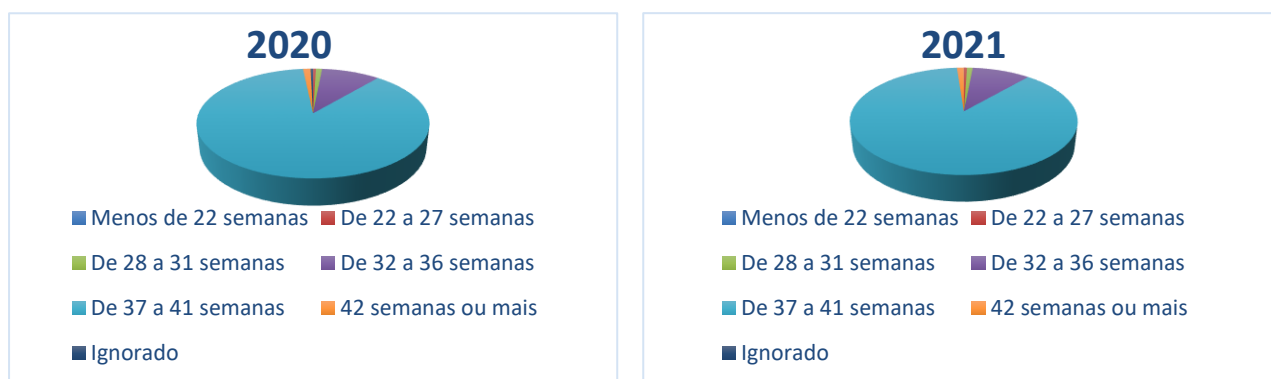 2020
Menos de 22 semanas De 22 a 27 semanas
De 28 a 31 semanas De 32 a 36 semanas
De 37 a 41 semanas 42 semanas ou mais
Ignorado
2021
Menos de 22 semanas De 22 a 27 semanas
De 28 a 31 semanas De 32 a 36 semanas
De 37 a 41 semanas 42 semanas ou mais
Ignorado